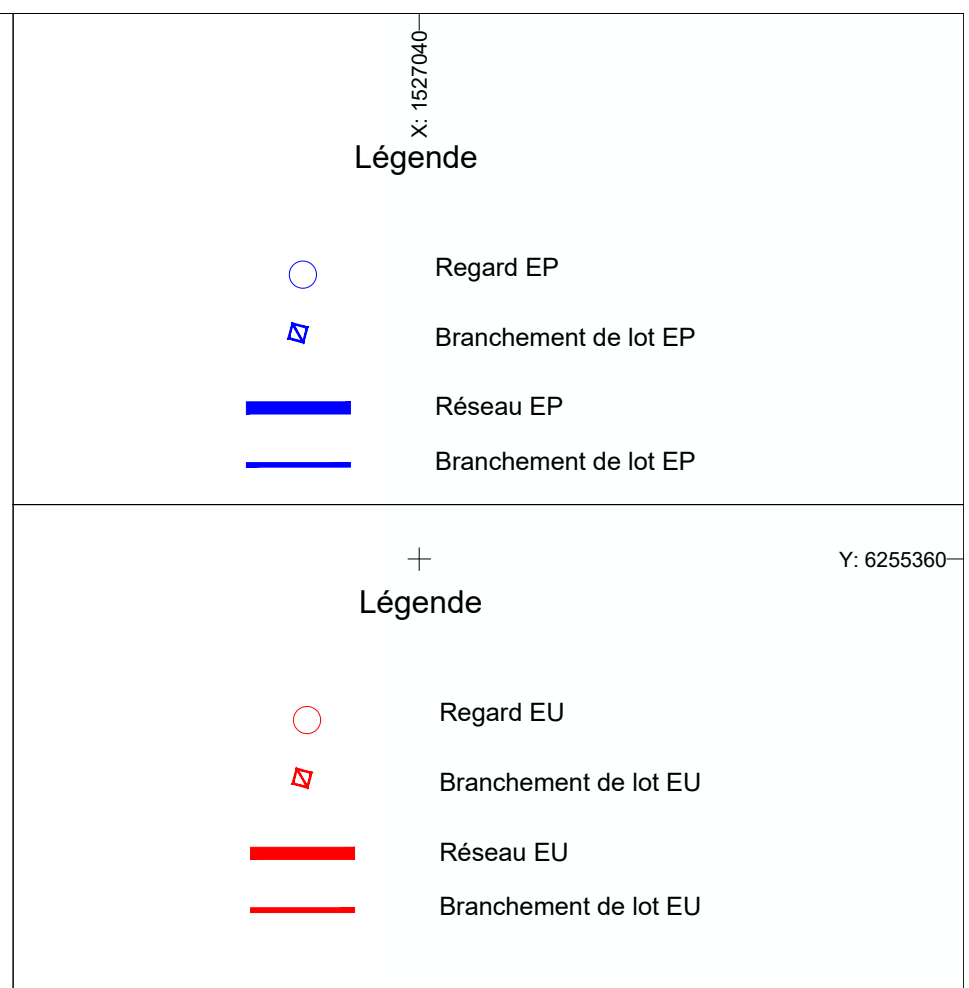 X: 1527040
Légende
Regard EP
Branchement de lot EP
Réseau EP
Branchement de lot EP
Y: 6255360
Légende
Regard EU
Branchement de lot EU
Réseau EU
Branchement de lot EU